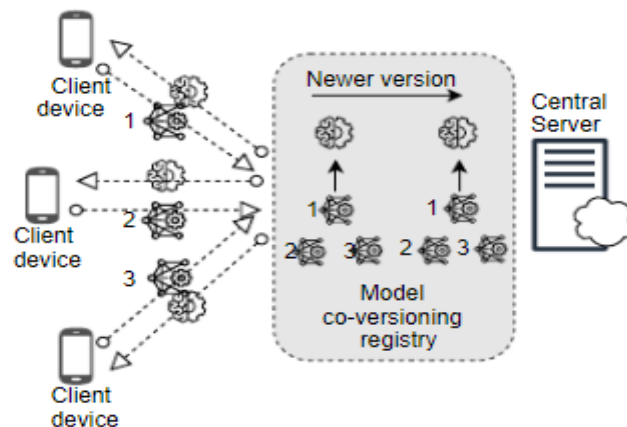 Client
device
1
Client
device
2
3
Client
device
Newer version
1
1
2
3
2
3
Model
co-versioning
registry
Central
Server